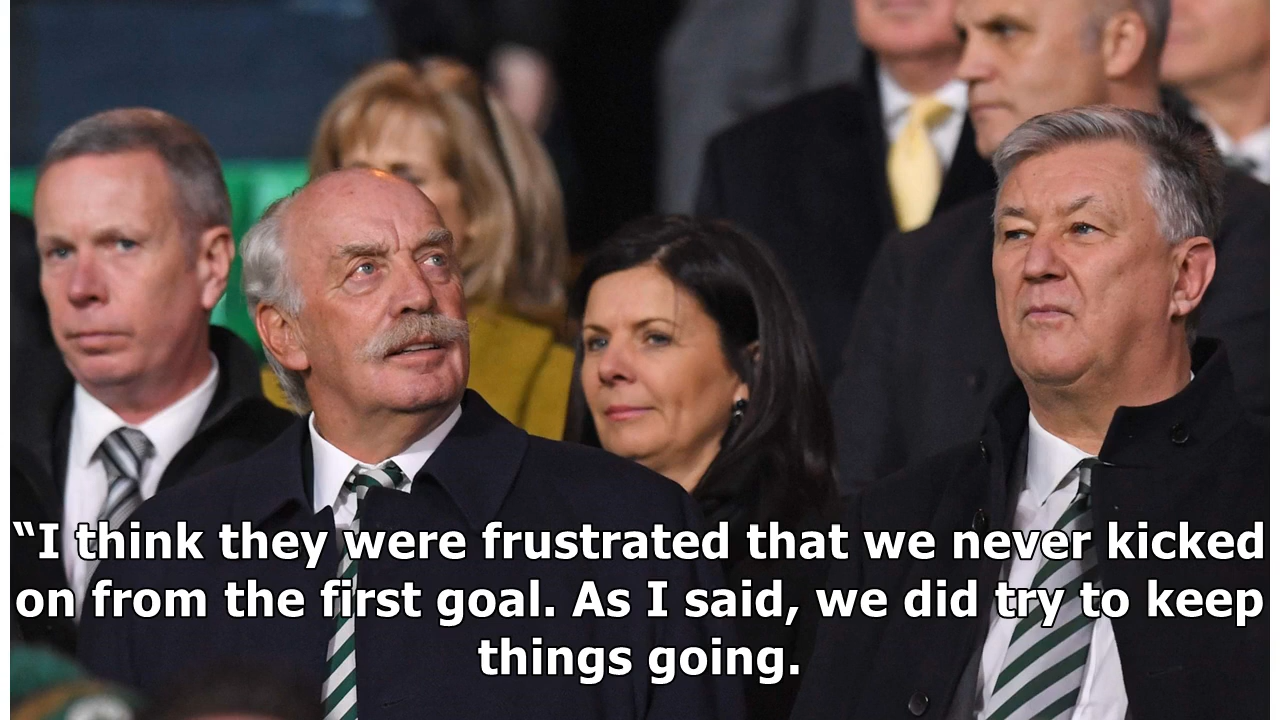 “I think they were frustrated that we never kicked
on from the first goal. As I said, we did try to keep
things going.